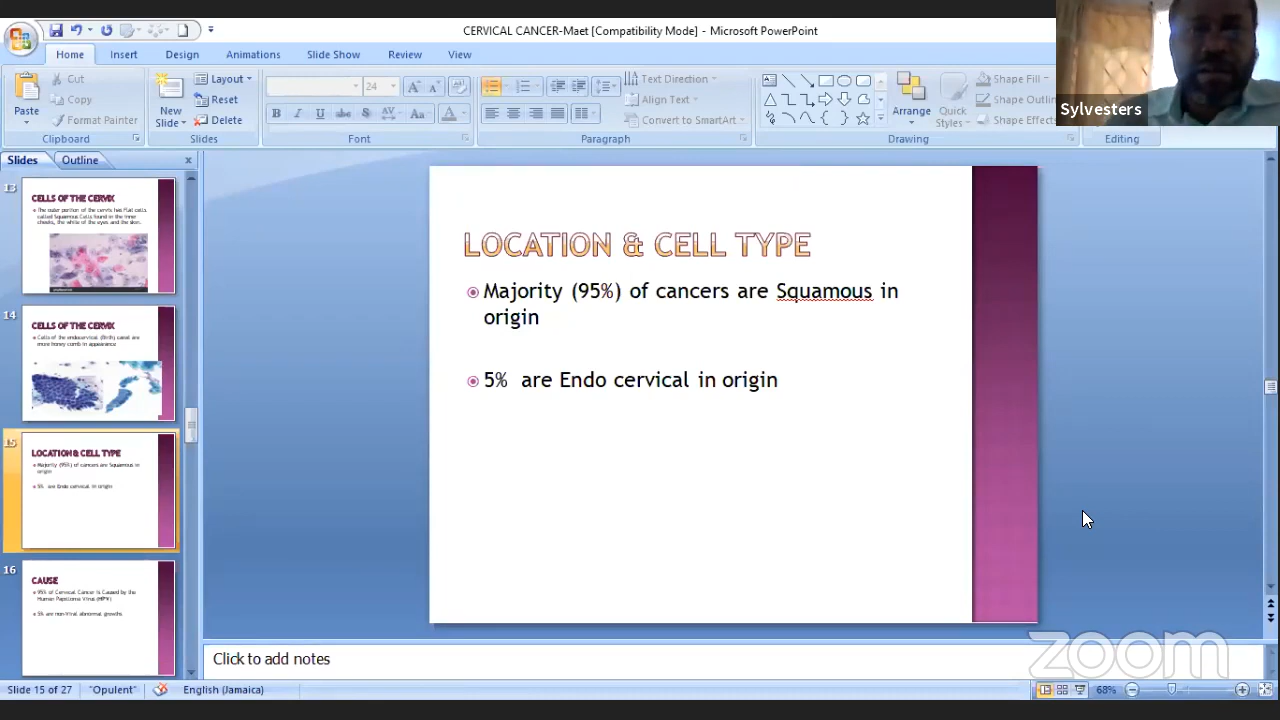 CERVICAL CANCER-Maet [Compatibility Mode] - Microsoft PowerPoint
Home Insert Design Slide Show Animations Review View
Paste
Cut
Copy
Format Painter
Clipboard
New Slide
Layout
Reset
Delete
Slides
24
Font
Text Direction
Align Text
Convert to SmartArt
Paragraph
Arrange
Quick Styles
Shape Fill
Shape Outlin
Shape Effects
Drawing
Editing
Sylvesters
Slides Outline
13
CELLS OF THE CERVIX
The outer portion of the cervix has Flat cells
called Squamous Cells found in the inner
cheeks, the white of the eyes and the skin.
14
CELLS OF THE CERVIX
Cells of the endocervical (Birth) canal are
more honey comb in appearance
15
LOCATION & CELL TYPE
Majority (95%) of cancers are Squamous in
origin
5% are Endo cervical in origin
16
CAUSE
95% of Cervical Cancer is Caused by the
Human Papilloma Virus (HPV)
5% are non-Viral abnormal growths
LOCATION & CELL TYPE
Majority (95%) of cancers are Squamous in
origin
5% are Endo cervical in origin
Click to add notes
zoom
Slide 15 of 27 "Opulent" English (Jamaica) 68%